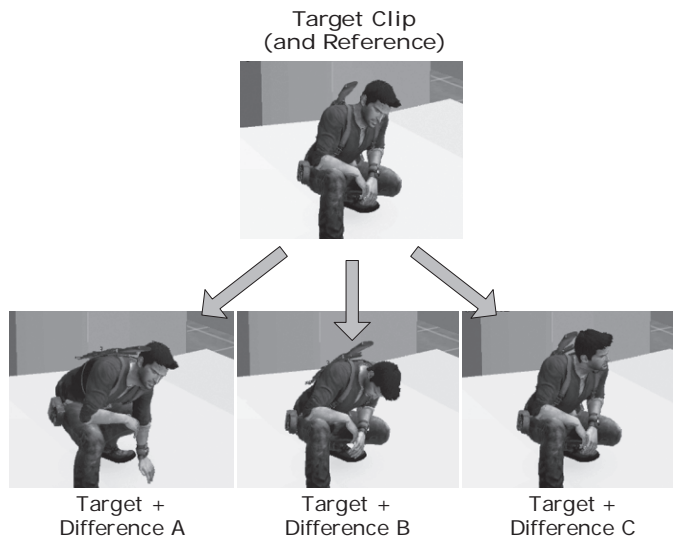 Target Clip
(and Reference)
Target +
Difference A
Target +
Difference B
Target +
Difference C